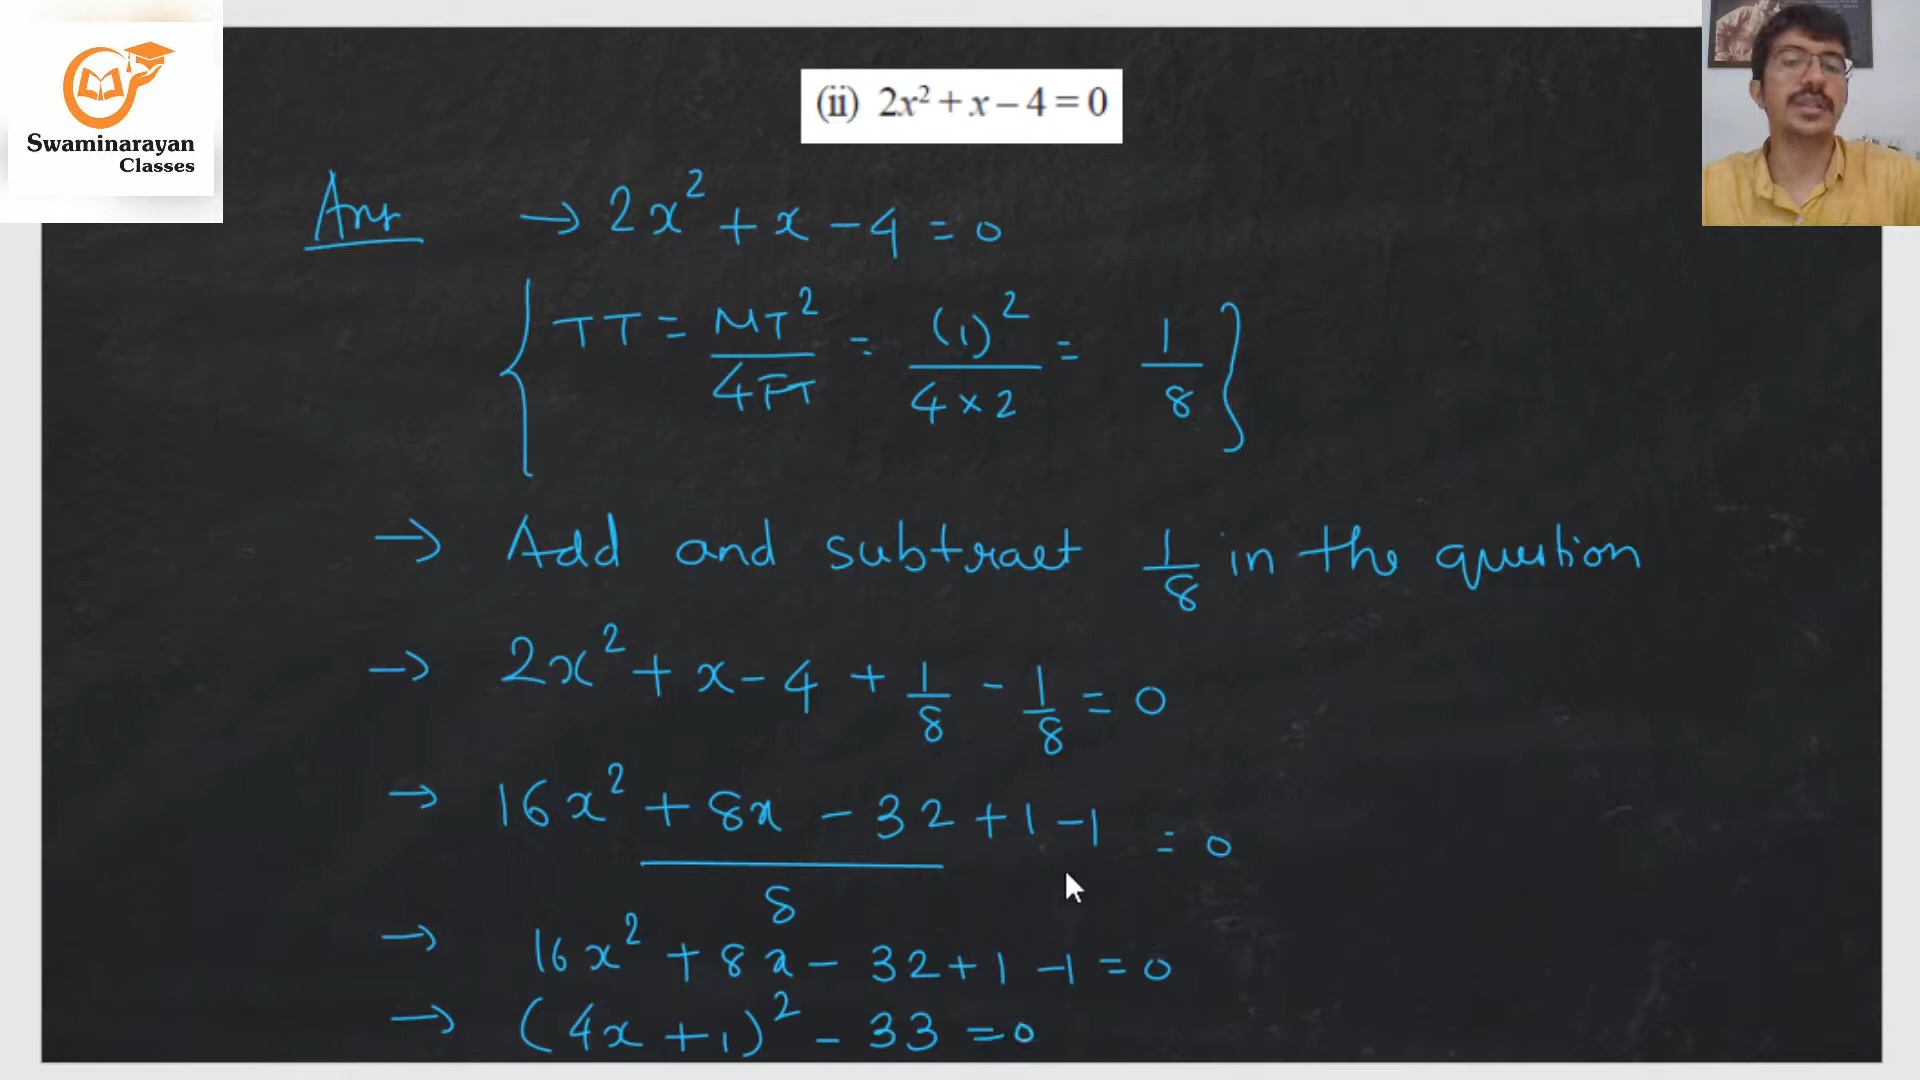 Swaminarayan
Classes
(ii) 2x² + x – 4 = 0
Ans → 2x² + x - 4 = 0
{ TT = MT²/4FT = (1)²/4×2 = 1/8 }
→ Add and subtract 1/8 in the question
→ 2x² + x - 4 + 1/8 - 1/8 = 0
→ 16x² + 8x - 32 + 1 - 1 / 8 = 0
→ 16x² + 8x - 32 + 1 - 1 = 0
→ (4x + 1)² - 33 = 0